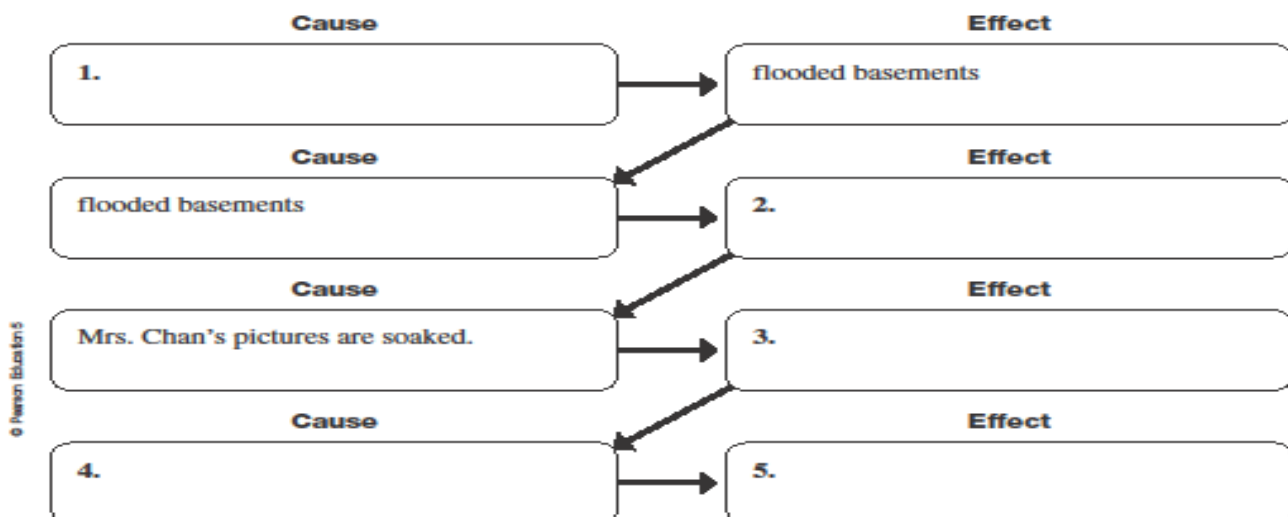 Cause
Effect
1.
flooded basements
Cause
Effect
flooded basements
2.
Cause
Effect
Mrs. Chan's pictures are soaked.
3.
Cause
Effect
4.
5.
© Pearson Education 5